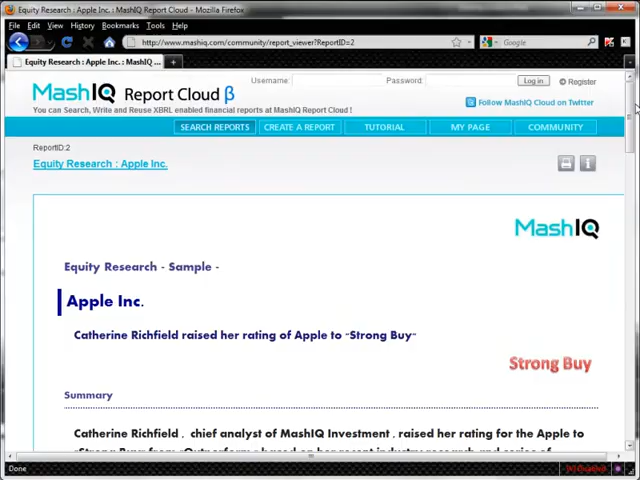 Equity Research : Apple Inc. : MashIQ Report Cloud - Mozilla Firefox
File Edit View History Bookmarks Tools Help
http://www.mashiq.com/community/report_viewer?ReportID=2
Google
Equity Research : Apple Inc. : MashIQ ...
Username: Password: Log in Register
MashIQ Report Cloud β
Follow MashIQ Cloud on Twitter
You can Search, Write and Reuse XBRL enabled financial reports at MashIQ Report Cloud !
SEARCH REPORTS CREATE A REPORT TUTORIAL MY PAGE COMMUNITY
ReportID:2
Equity Research : Apple Inc.
MashIQ
Equity Research - Sample -
Apple Inc.
Catherine Richfield raised her rating of Apple to "Strong Buy"
Strong Buy
Summary
Catherine Richfield , chief analyst of MashIQ Investment , raised her rating for the Apple to
Done